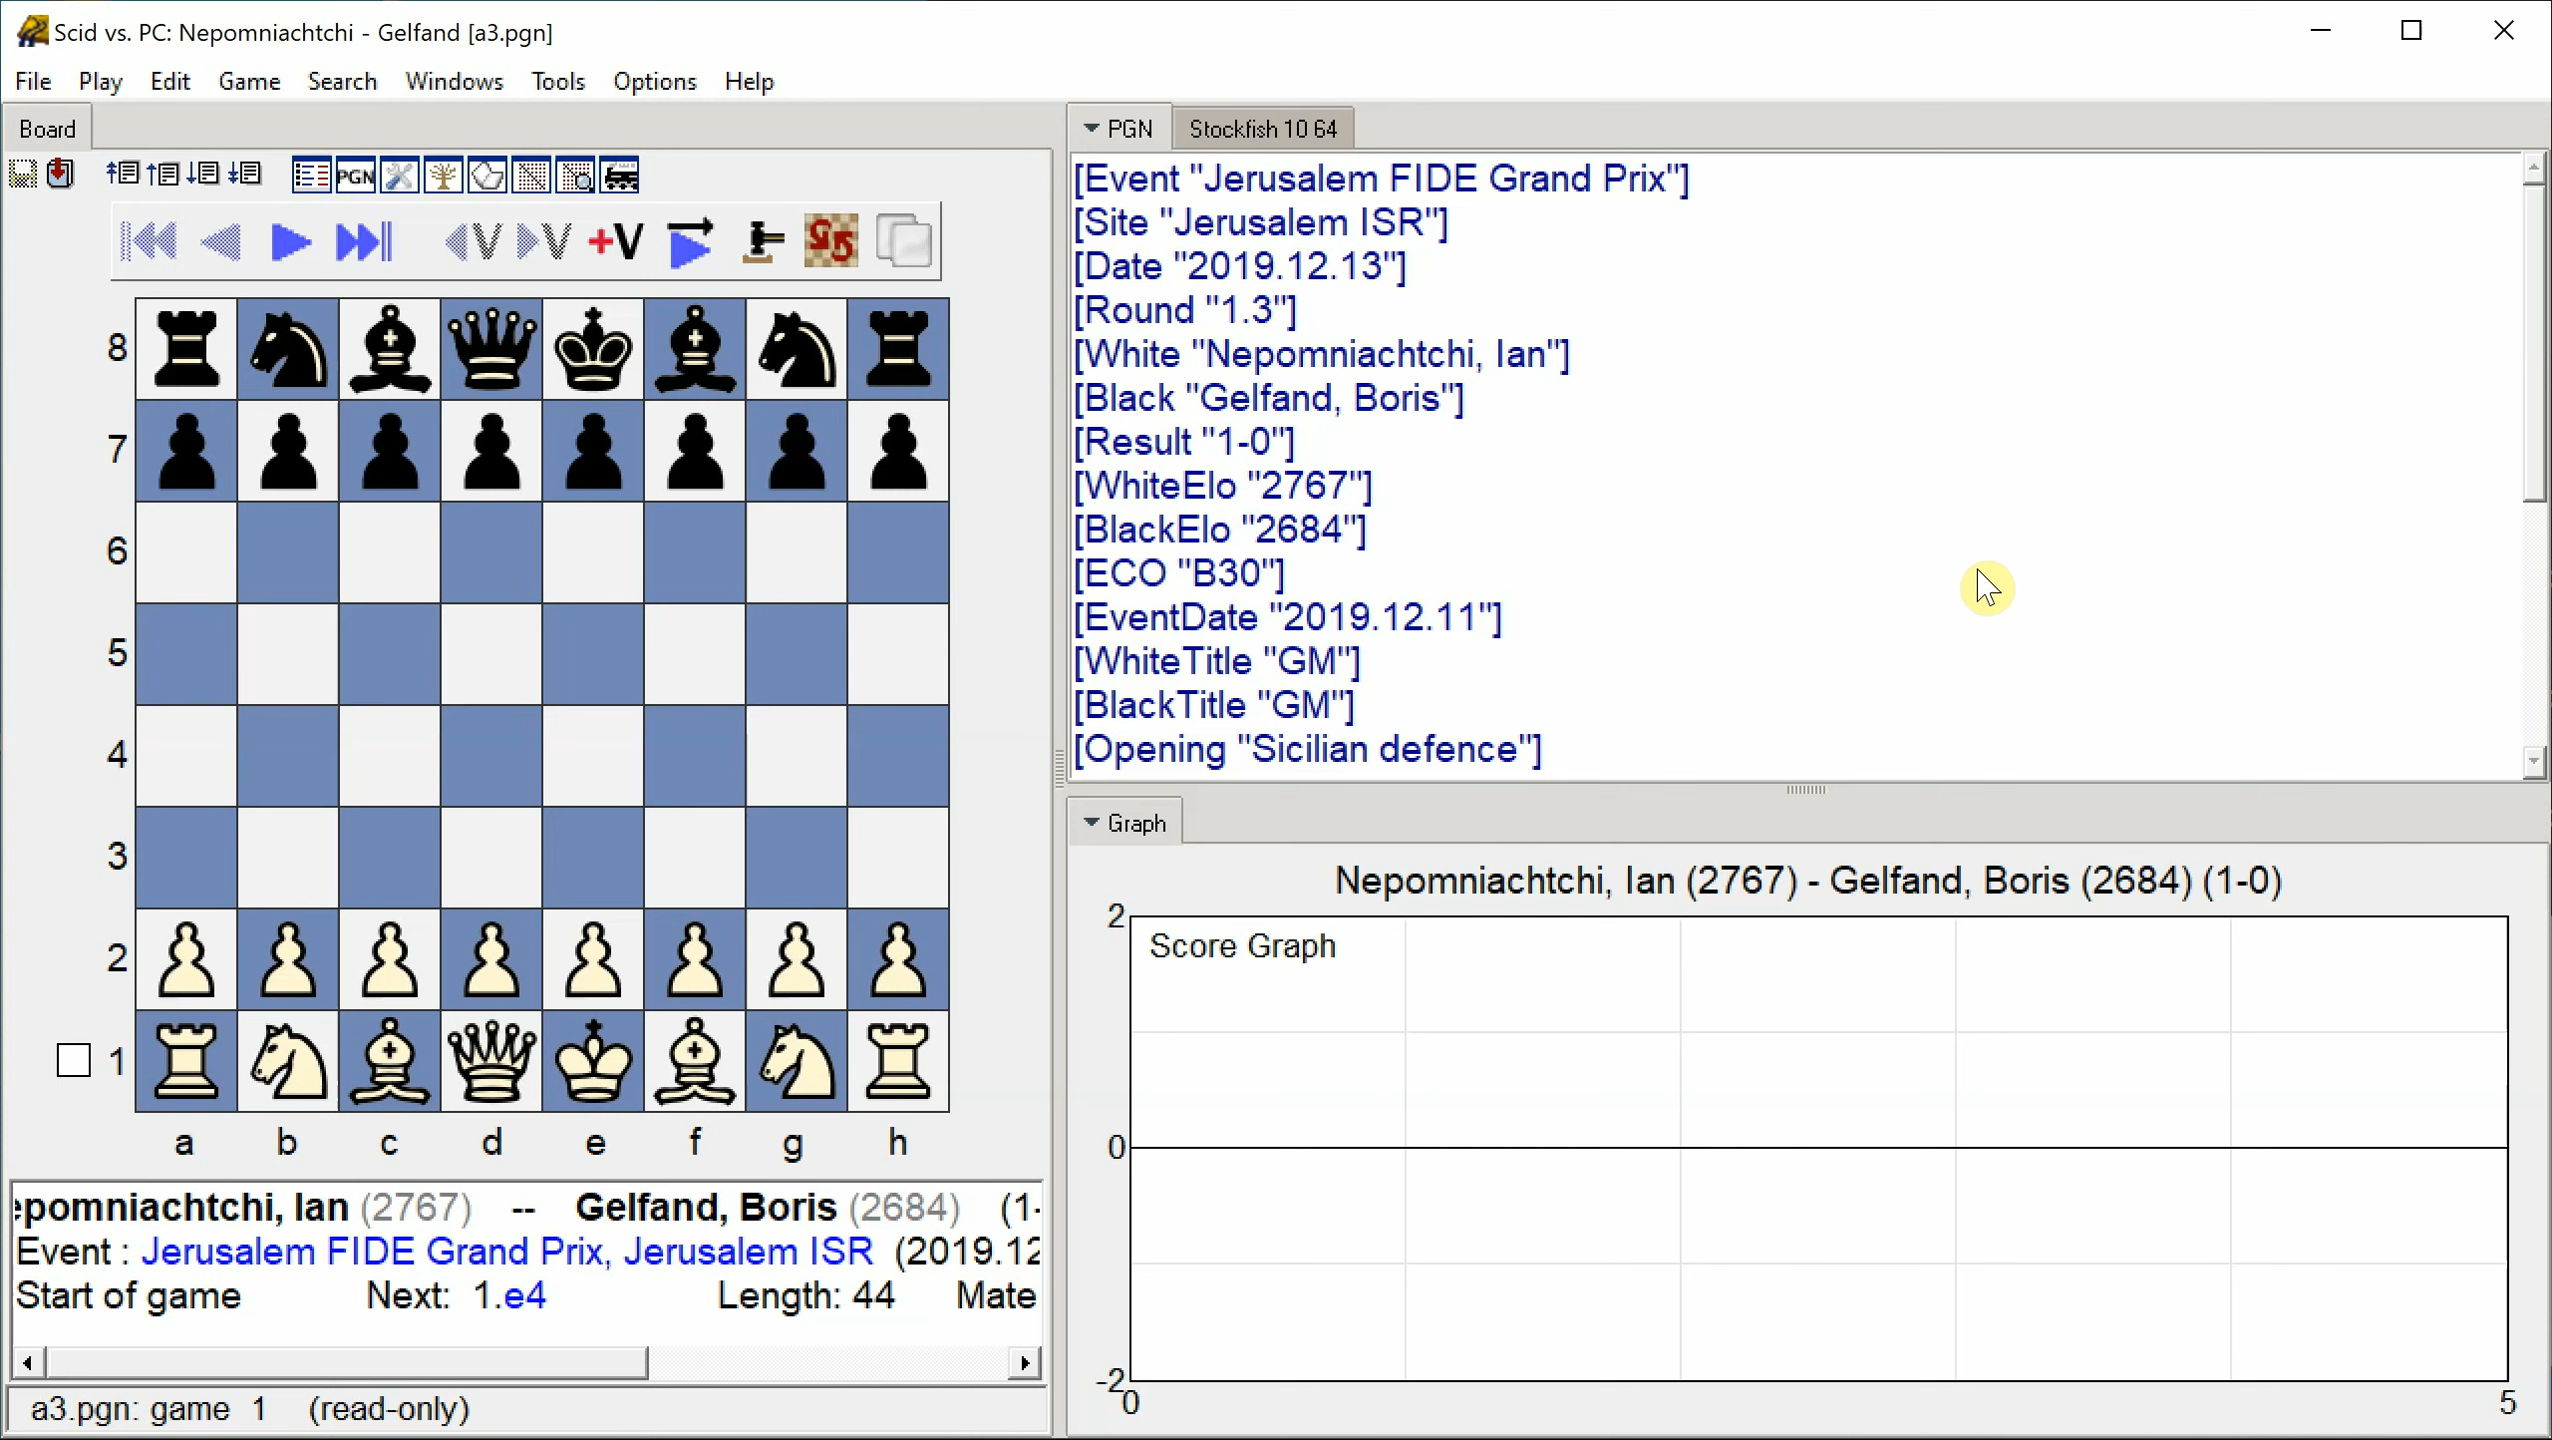 Scid vs. PC: Nepomniachtchi - Gelfand [a3.pgn]
File Play Edit Game Search Windows Tools Options Help
Board
PGN
+V
8
7
6
5
4
3
2
1
a b c d e f g h
epomniachtchi, Ian (2767) -- Gelfand, Boris (2684) (1-
Event : Jerusalem FIDE Grand Prix, Jerusalem ISR (2019.12
Start of game Next: 1.e4 Length: 44 Mate
a3.pgn: game 1 (read-only)
PGN Stockfish 10 64
[Event "Jerusalem FIDE Grand Prix"]
[Site "Jerusalem ISR"]
[Date "2019.12.13"]
[Round "1.3"]
[White "Nepomniachtchi, Ian"]
[Black "Gelfand, Boris"]
[Result "1-0"]
[WhiteElo "2767"]
[BlackElo "2684"]
[ECO "B30"]
[EventDate "2019.12.11"]
[WhiteTitle "GM"]
[BlackTitle "GM"]
[Opening "Sicilian defence"]
Graph
Nepomniachtchi, Ian (2767) - Gelfand, Boris (2684) (1-0)
Score Graph
2
0
-2
0 5